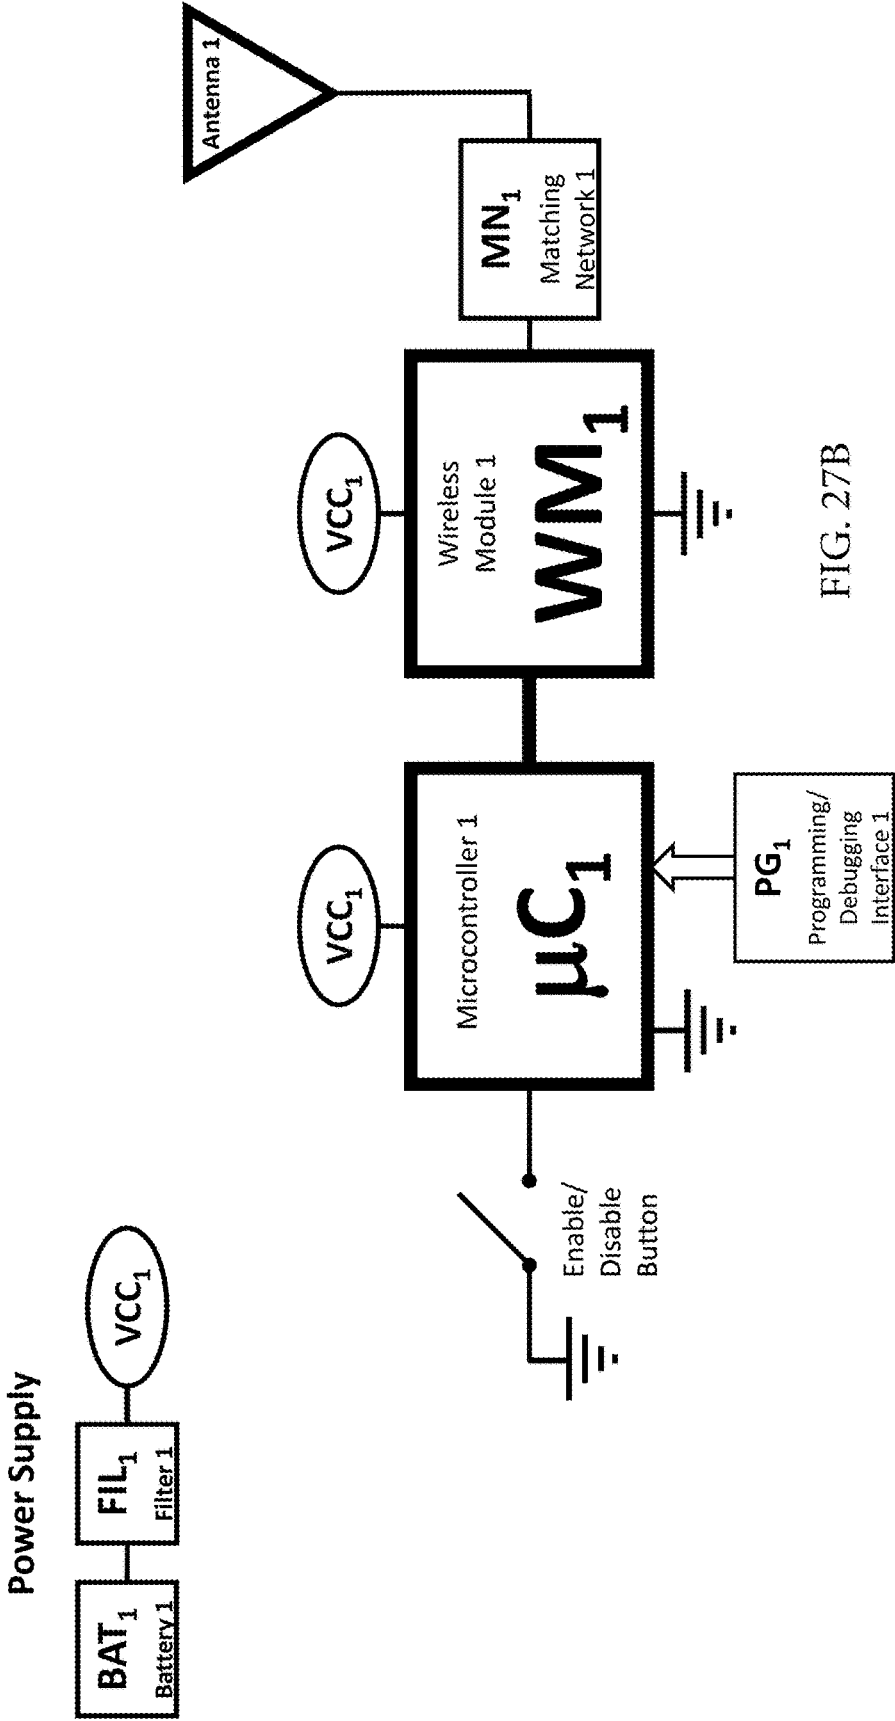 Power Supply
BAT1
Battery 1
FIL1
Filter 1
VCC1
Enable/
Disable
Button
VCC1
Microcontroller 1
µC1
PG1
Programming/
Debugging
Interface 1
VCC1
Wireless
Module 1
WM1
MN1
Matching
Network 1
Antenna 1
FIG. 27B